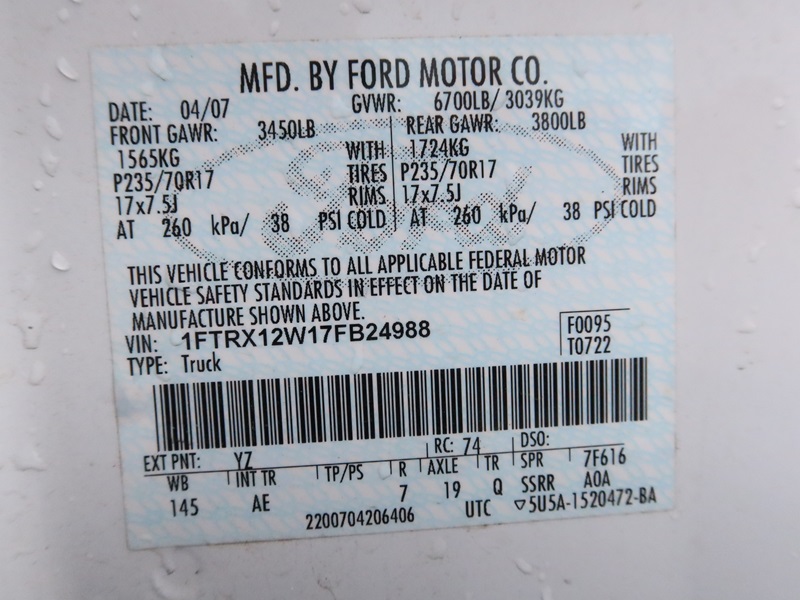 MFD. BY FORD MOTOR CO.
DATE: 04/07 GVWR: 6700LB/ 3039KG
FRONT GAWR: 3450LB REAR GAWR: 3800LB
1565KG WITH 1724KG WITH
P235/70R17 TIRES P235/70R17 TIRES
17x7.5J RIMS 17x7.5J RIMS
AT 260 kPa/ 38 PSI COLD AT 260 kPa/ 38 PSI COLD
Ford
THIS VEHICLE CONFORMS TO ALL APPLICABLE FEDERAL MOTOR
VEHICLE SAFETY STANDARDS IN EFFECT ON THE DATE OF
MANUFACTURE SHOWN ABOVE.
VIN: 1FTRX12W17FB24988 F0095
TYPE: Truck T0722
EXT PNT: YZ RC: 74 DSO:
WB INT TR TP/PS R AXLE TR SPR 7F616
145 AE 7 19 Q SSRR A0A
2200704206406 UTC ▽5U5A-1520472-BA